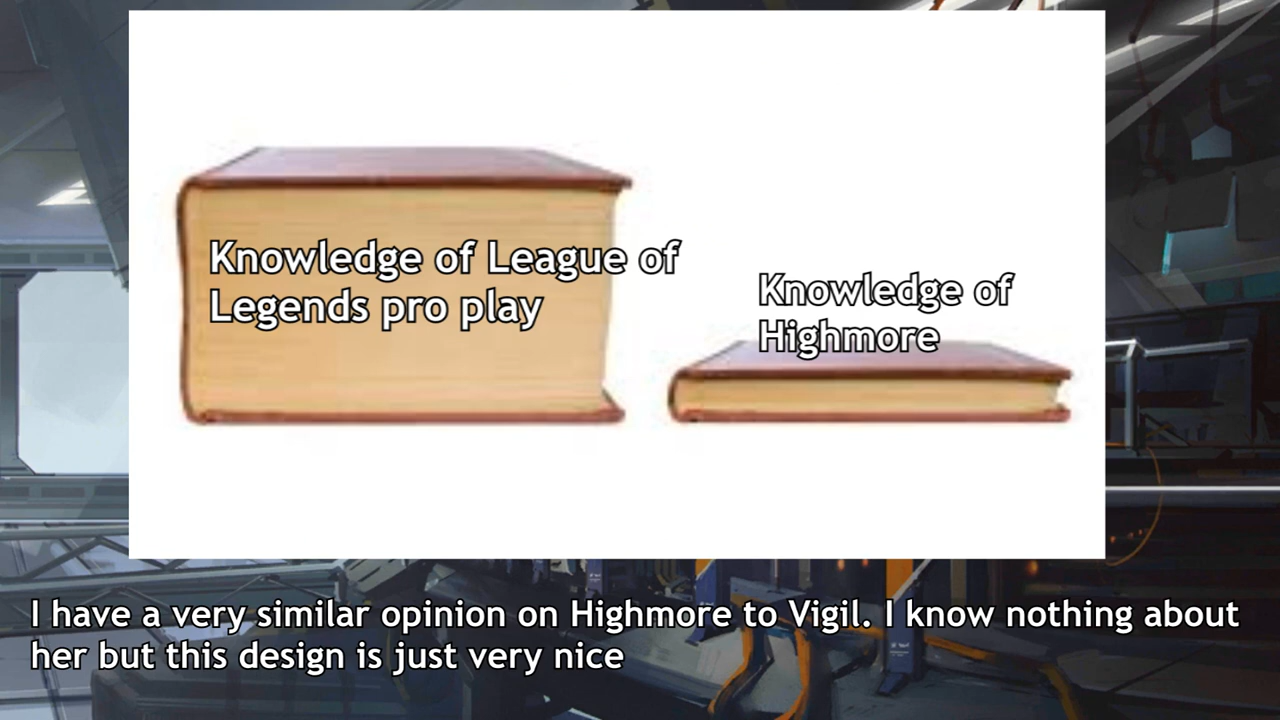 Knowledge of League of
Legends pro play
Knowledge of
Highmore
I have a very similar opinion on Highmore to Vigil. I know nothing about
her but this design is just very nice